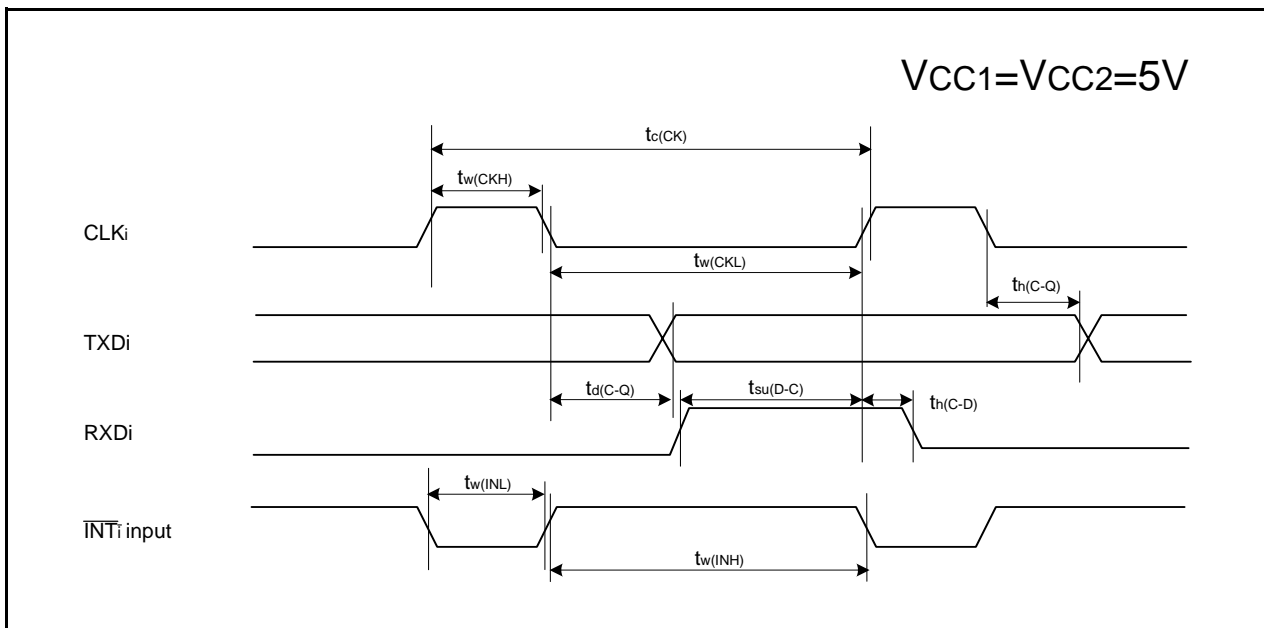 VCC1=VCC2=5V
tc(CK)
tw(CKH)
CLKi
tw(CKL)
th(C-Q)
TXDi
td(C-Q)
tsu(D-C)
th(C-D)
RXDi
tw(INL)
INTi input
tw(INH)